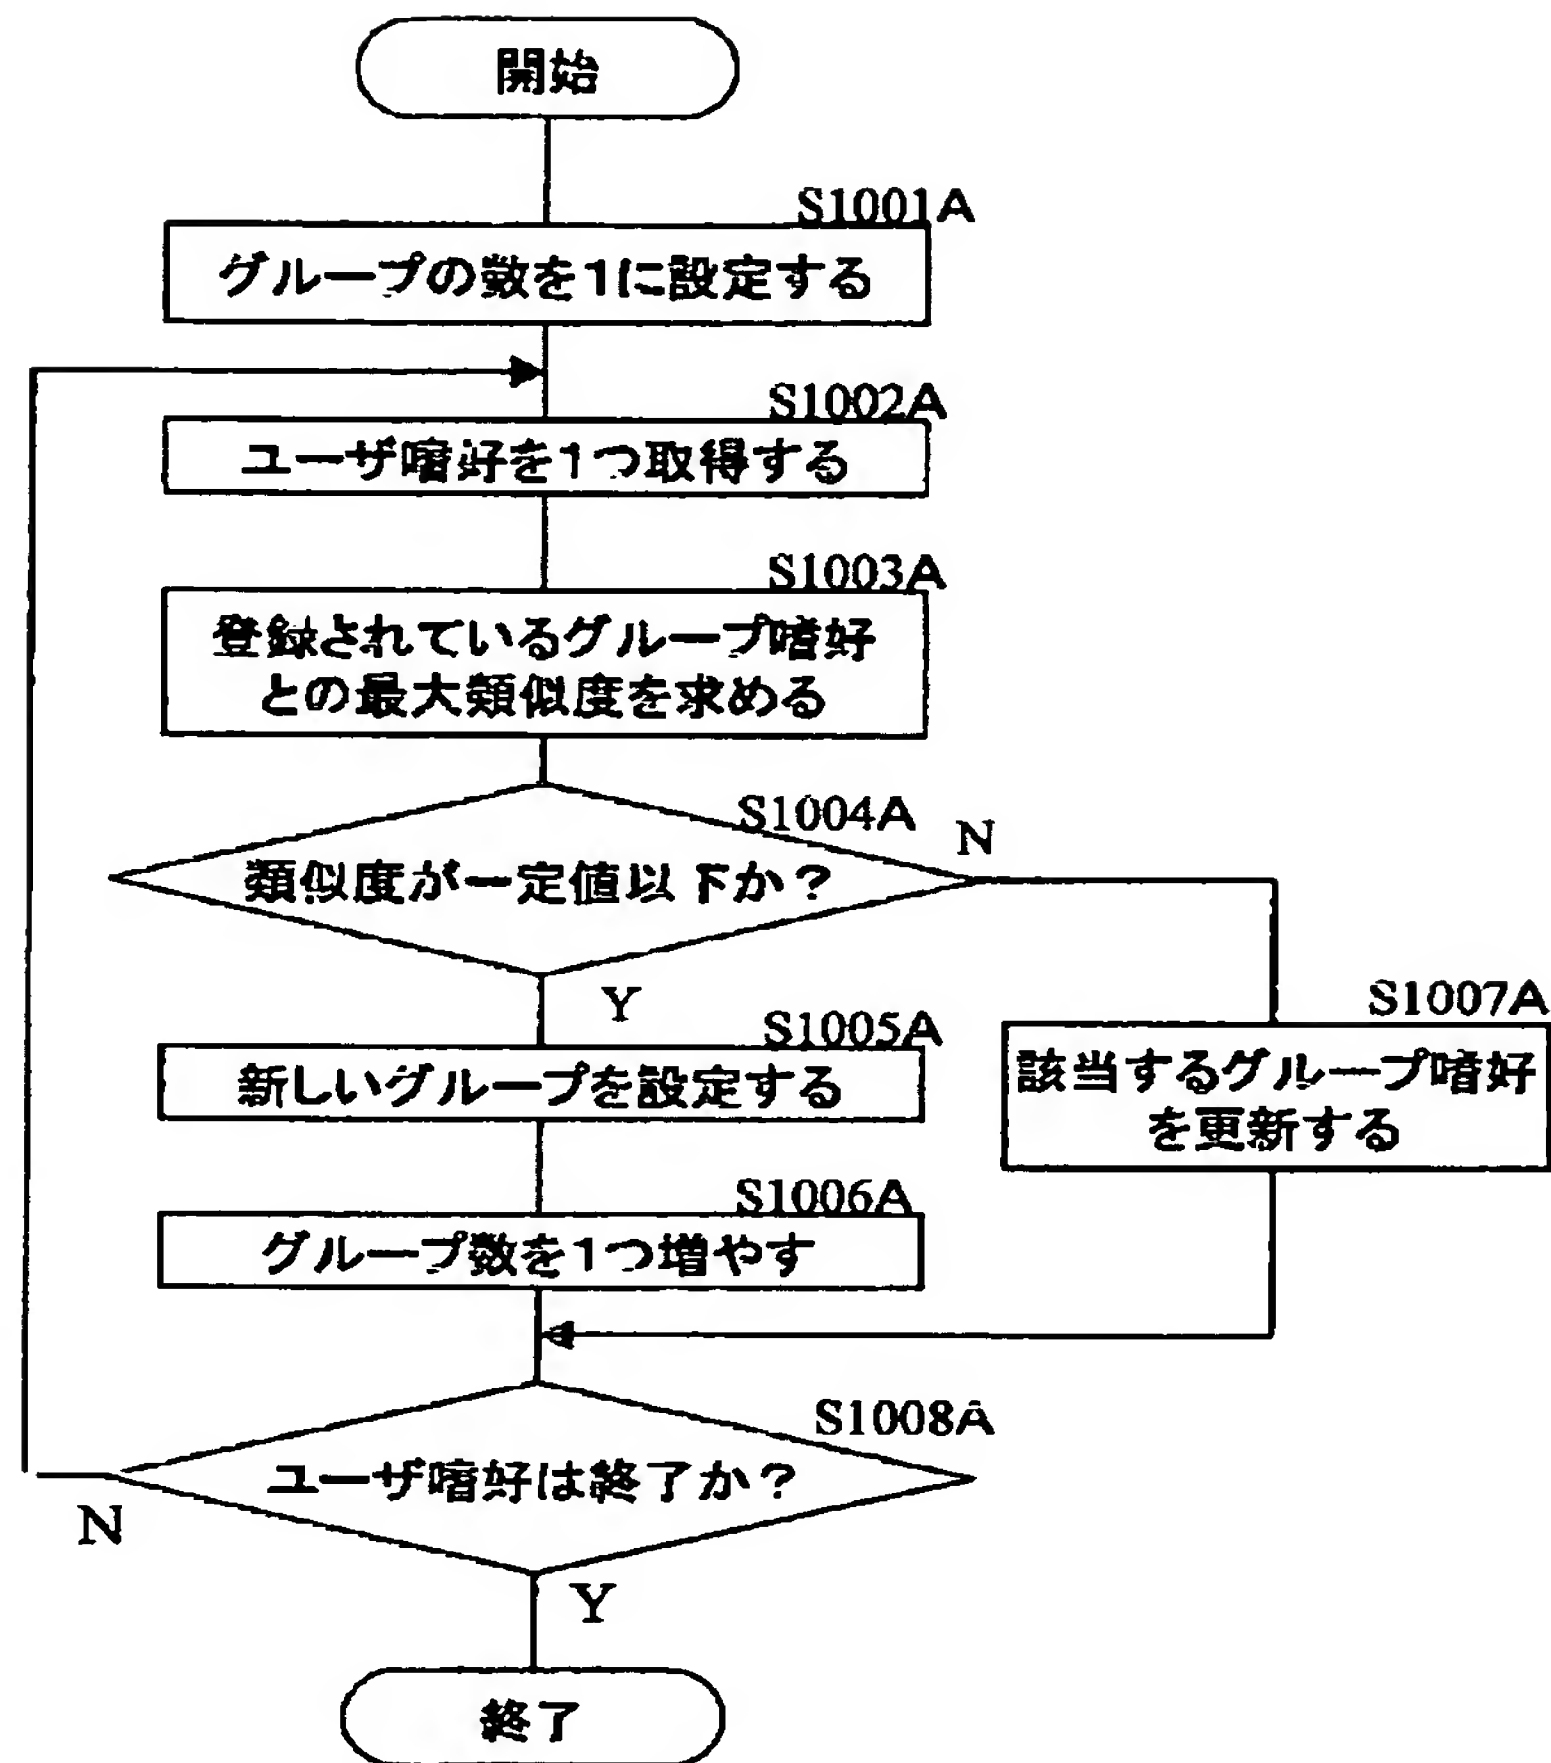 開始
S1001A
グループの数を1に設定する
S1002A
ユーザ嗜好を1つ取得する
S1003A
登録されているグループ嗜好
との最大類似度を求める
S1004A
N
類似度が一定値以下か？
Y
S1005A
新しいグループを設定する
S1007A
該当するグループ嗜好
を更新する
S1006A
グループ数を1つ増やす
S1008A
ユーザ嗜好は終了か？
N
Y
終了